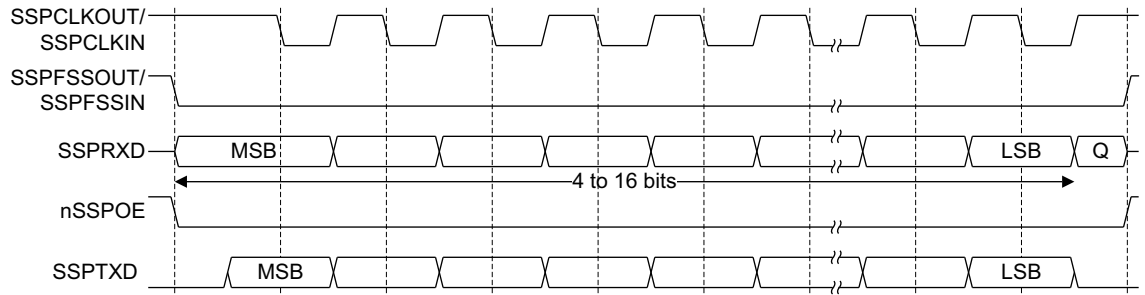 SSPCLKOUT/
SSPCLKIN
SSPFSSOUT/
SSPFSSIN
SSPRXD
MSB
LSB
Q
4 to 16 bits
nSSPOE
SSPTXD
MSB
LSB